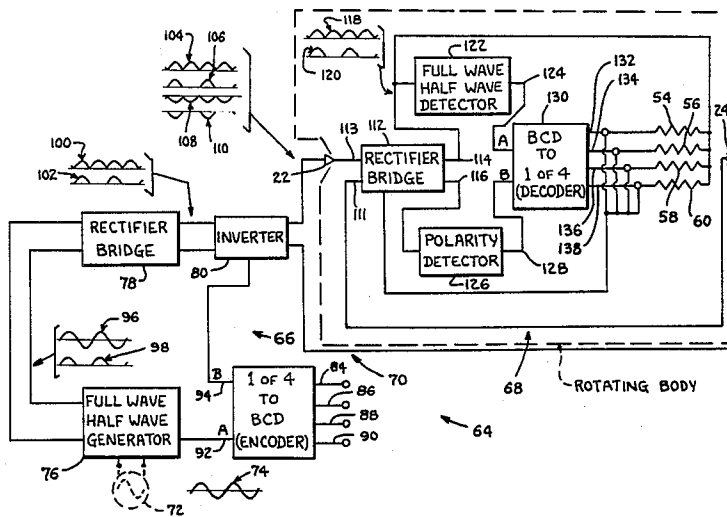 118
104
106
120
122
FULL WAVE
HALF WAVE
DETECTOR
124
132
134
130
54
56
24
108
110
113
112
114
116
22
111
RECTIFIER
BRIDGE
A
B
BCD
TO
1 OF 4
(DECODER)
136
138
58
60
100
102
RECTIFIER
BRIDGE
78
INVERTER
80
POLARITY
DETECTOR
126
128
96
98
66
70
68
ROTATING BODY
B
94
84
86
88
90
1 OF 4
TO
BCD
(ENCODER)
64
FULL WAVE
HALF WAVE
GENERATOR
76
A
92
72
74